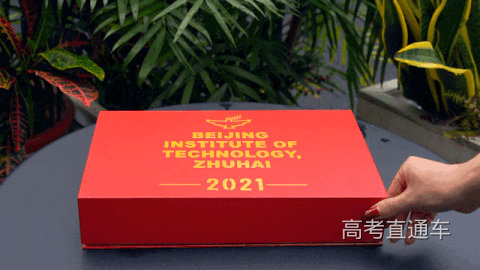 BEIJING
INSTITUTE OF
TECHNOLOGY,
ZHUHAI
2021
高考直通车